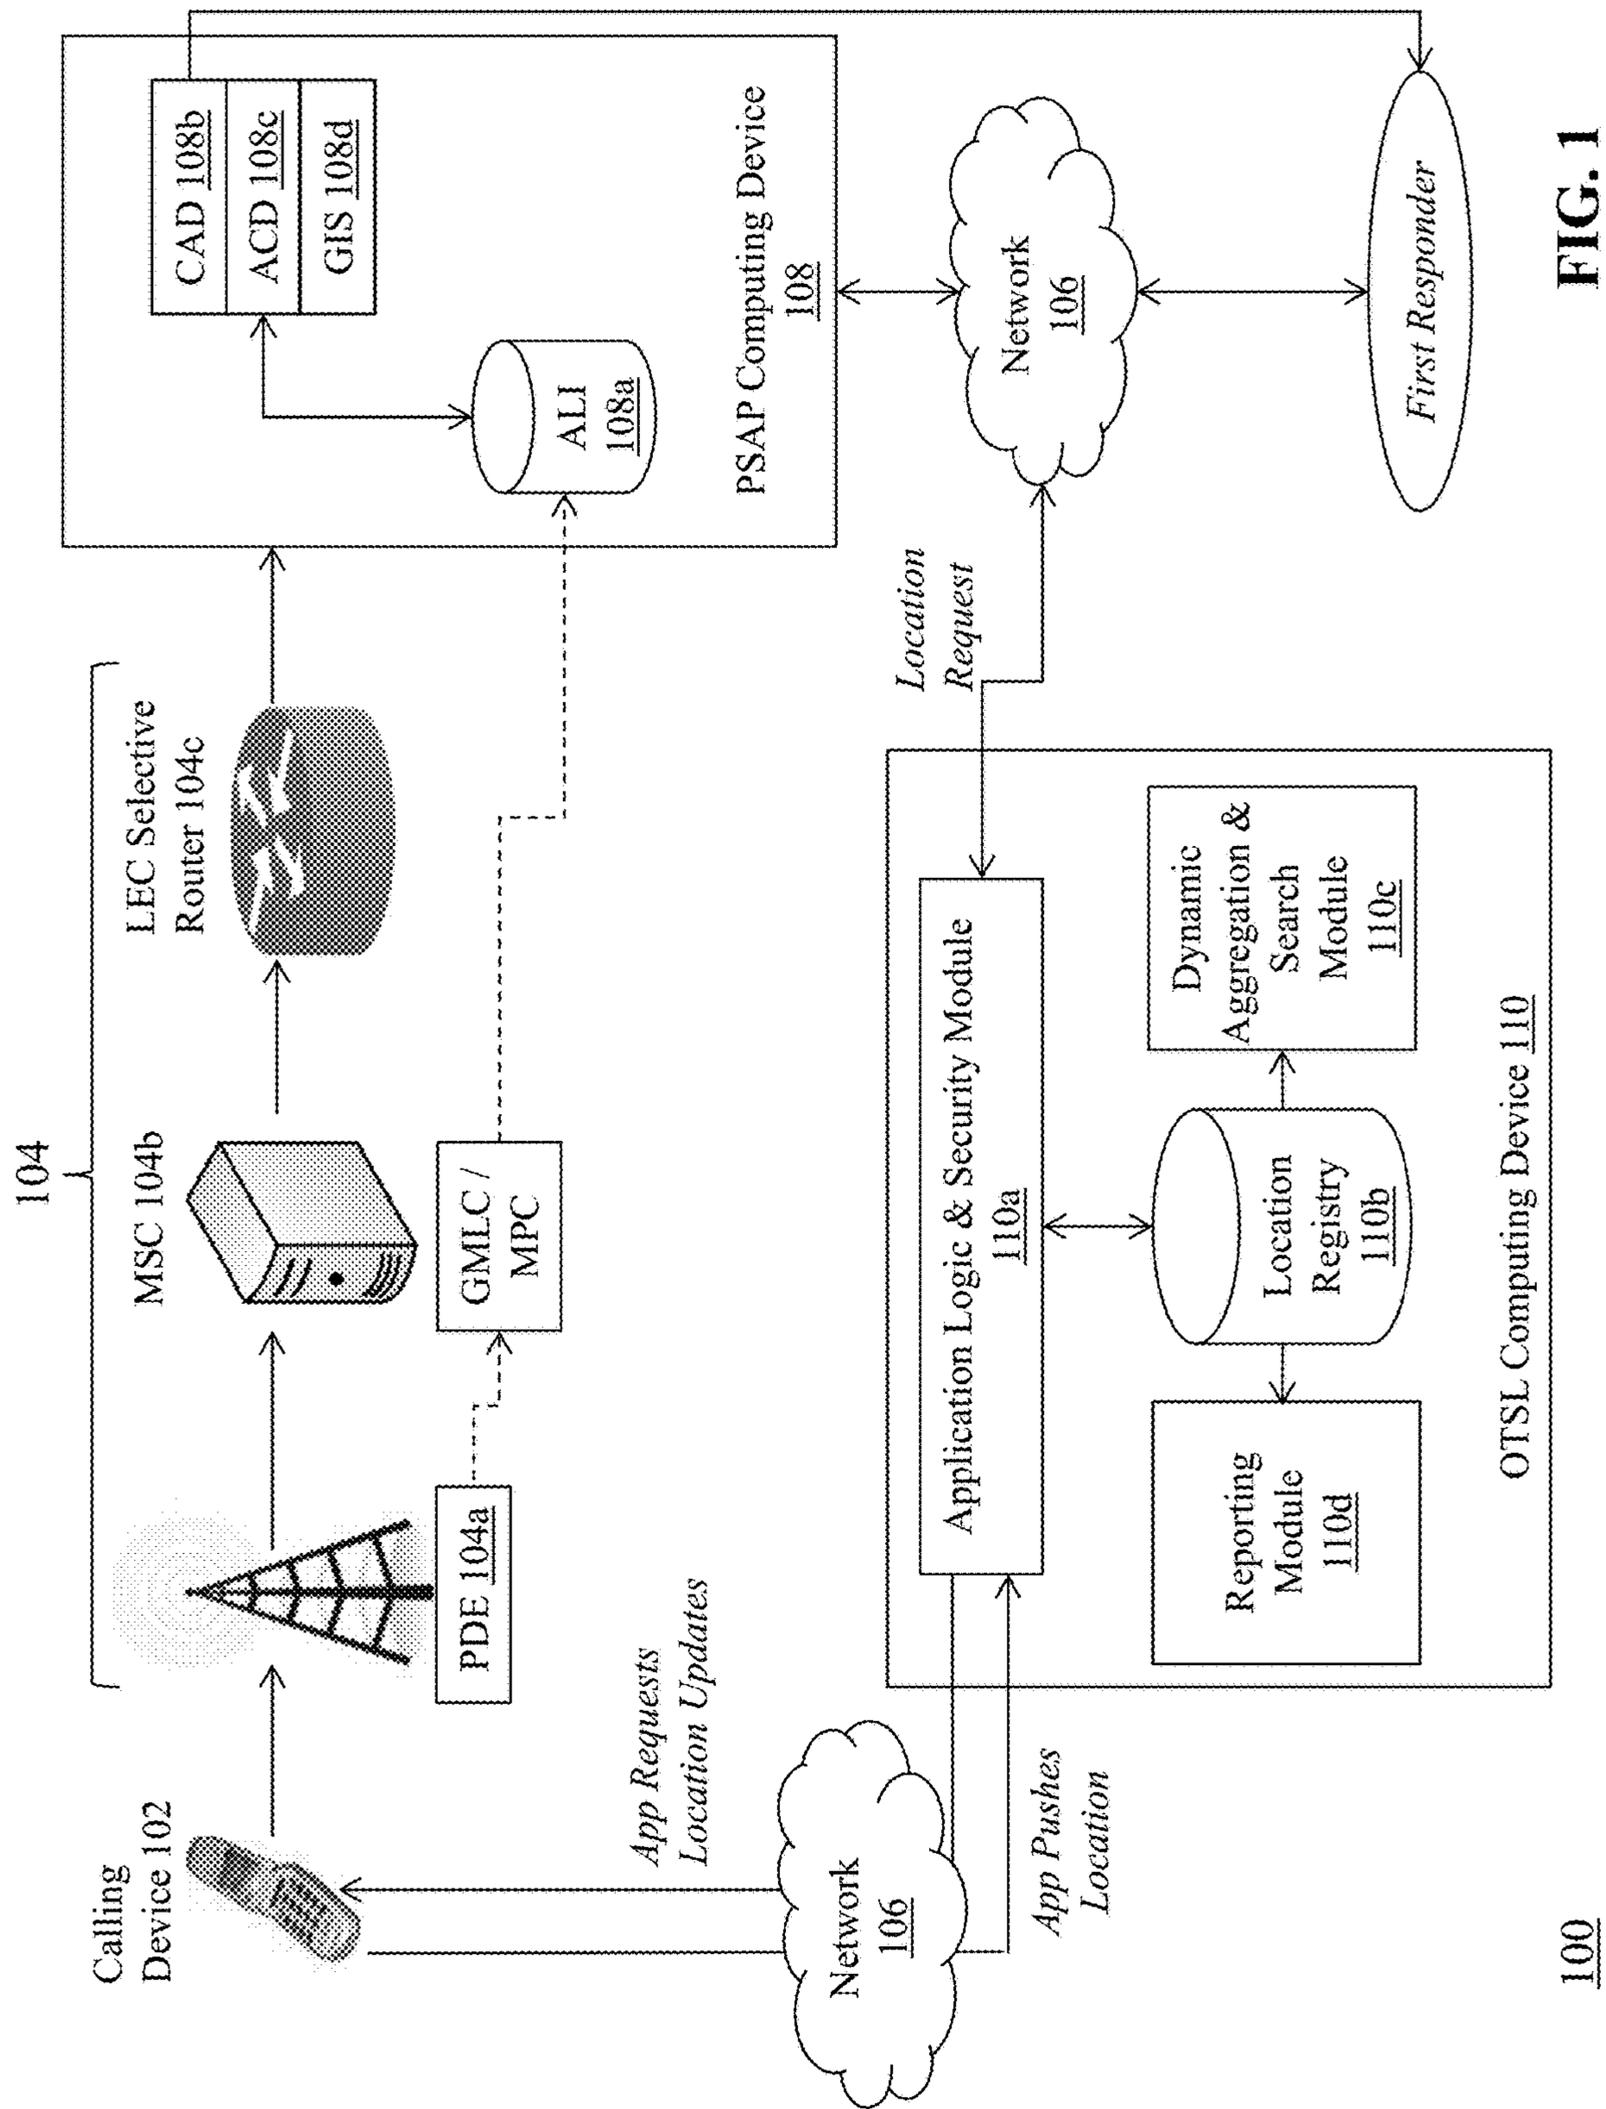 104
Calling
Device 102
MSC 104b
LEC Selective
Router 104c
CAD 108b
ACD 108c
GIS 108d
PDE 104a
GMLC /
MPC
ALI
108a
PSAP Computing Device
108
App Requests
Location Updates
Network
106
App Pushes
Location
Application Logic & Security Module
110a
Location
Request
Network
106
Reporting
Module
110d
Location
Registry
110b
Dynamic
Aggregation &
Search
Module
110c
OTSL Computing Device 110
First Responder
100
FIG. 1